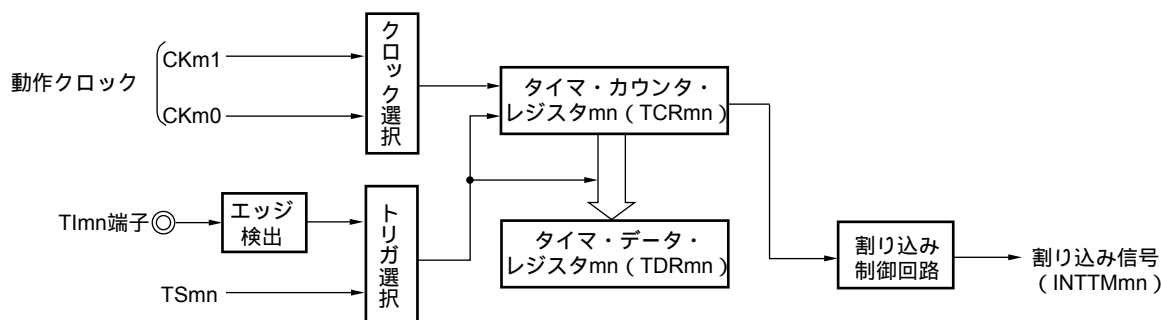 動作クロック
CKm1
CKm0
クロック選択
タイマ・カウンタ・
レジスタmn（TCRmn）
TImn端子
エッジ
検出
TSmn
トリガ選択
タイマ・データ・
レジスタmn（TDRmn）
割り込み
制御回路
割り込み信号
（INTTMmn）